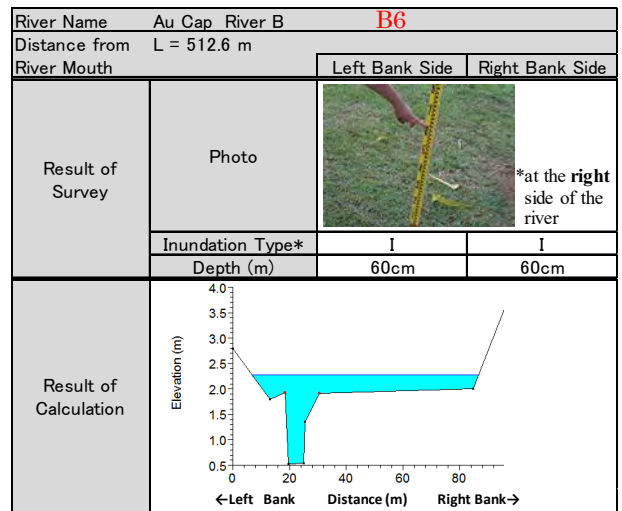 River Name Au Cap River B B6
Distance from L = 512.6 m
River Mouth Left Bank Side Right Bank Side
Result of
Survey
Photo
*at the right
side of the
river
Inundation Type* I I
Depth (m) 60cm 60cm
Result of
Calculation
Elevation (m)
4.0
3.5
3.0
2.5
2.0
1.5
1.0
0.5
0 20 40 60 80
←Left Bank Distance (m) Right Bank→